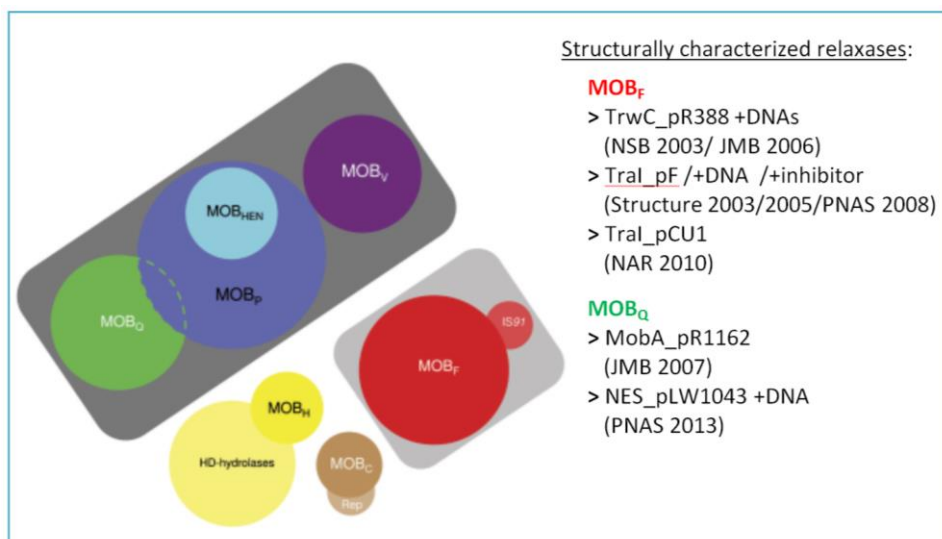 MOBV
MOBHEN
MOBP
MOBQ
IS91
MOBF
MOBH
HD-hydrolases
MOBC
Rep
Structurally characterized relaxases:
MOBF
> TrwC_pR388 +DNAs
(NSB 2003/ JMB 2006)
> TraI_pF /+DNA /+inhibitor
(Structure 2003/2005/PNAS 2008)
> TraI_pCU1
(NAR 2010)
MOBQ
> MobA_pR1162
(JMB 2007)
> NES_pLW1043 +DNA
(PNAS 2013)